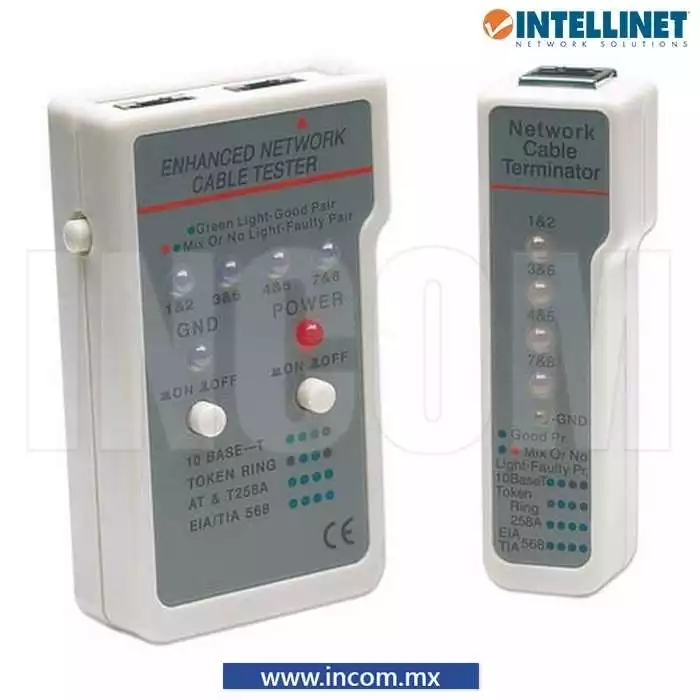 INTELLINET
NETWORK SOLUTIONS
ENHANCED NETWORK
CABLE TESTER
Green Light-Good Pair
Mix Or No Light-Faulty Pair
1&2 3&6 4&5 7&8
GND POWER
ON OFF ON OFF
10 BASE—T
TOKEN RING
AT & T258A
EIA/TIA 568
CE
Network
Cable
Terminator
1&2
3&6
4&5
7&8
GND
Good Pr.
Mix Or No
Light-Faulty Pr.
10BaseT
Token
Ring
258A
EIA
TIA 568
INCOM
www.incom.mx